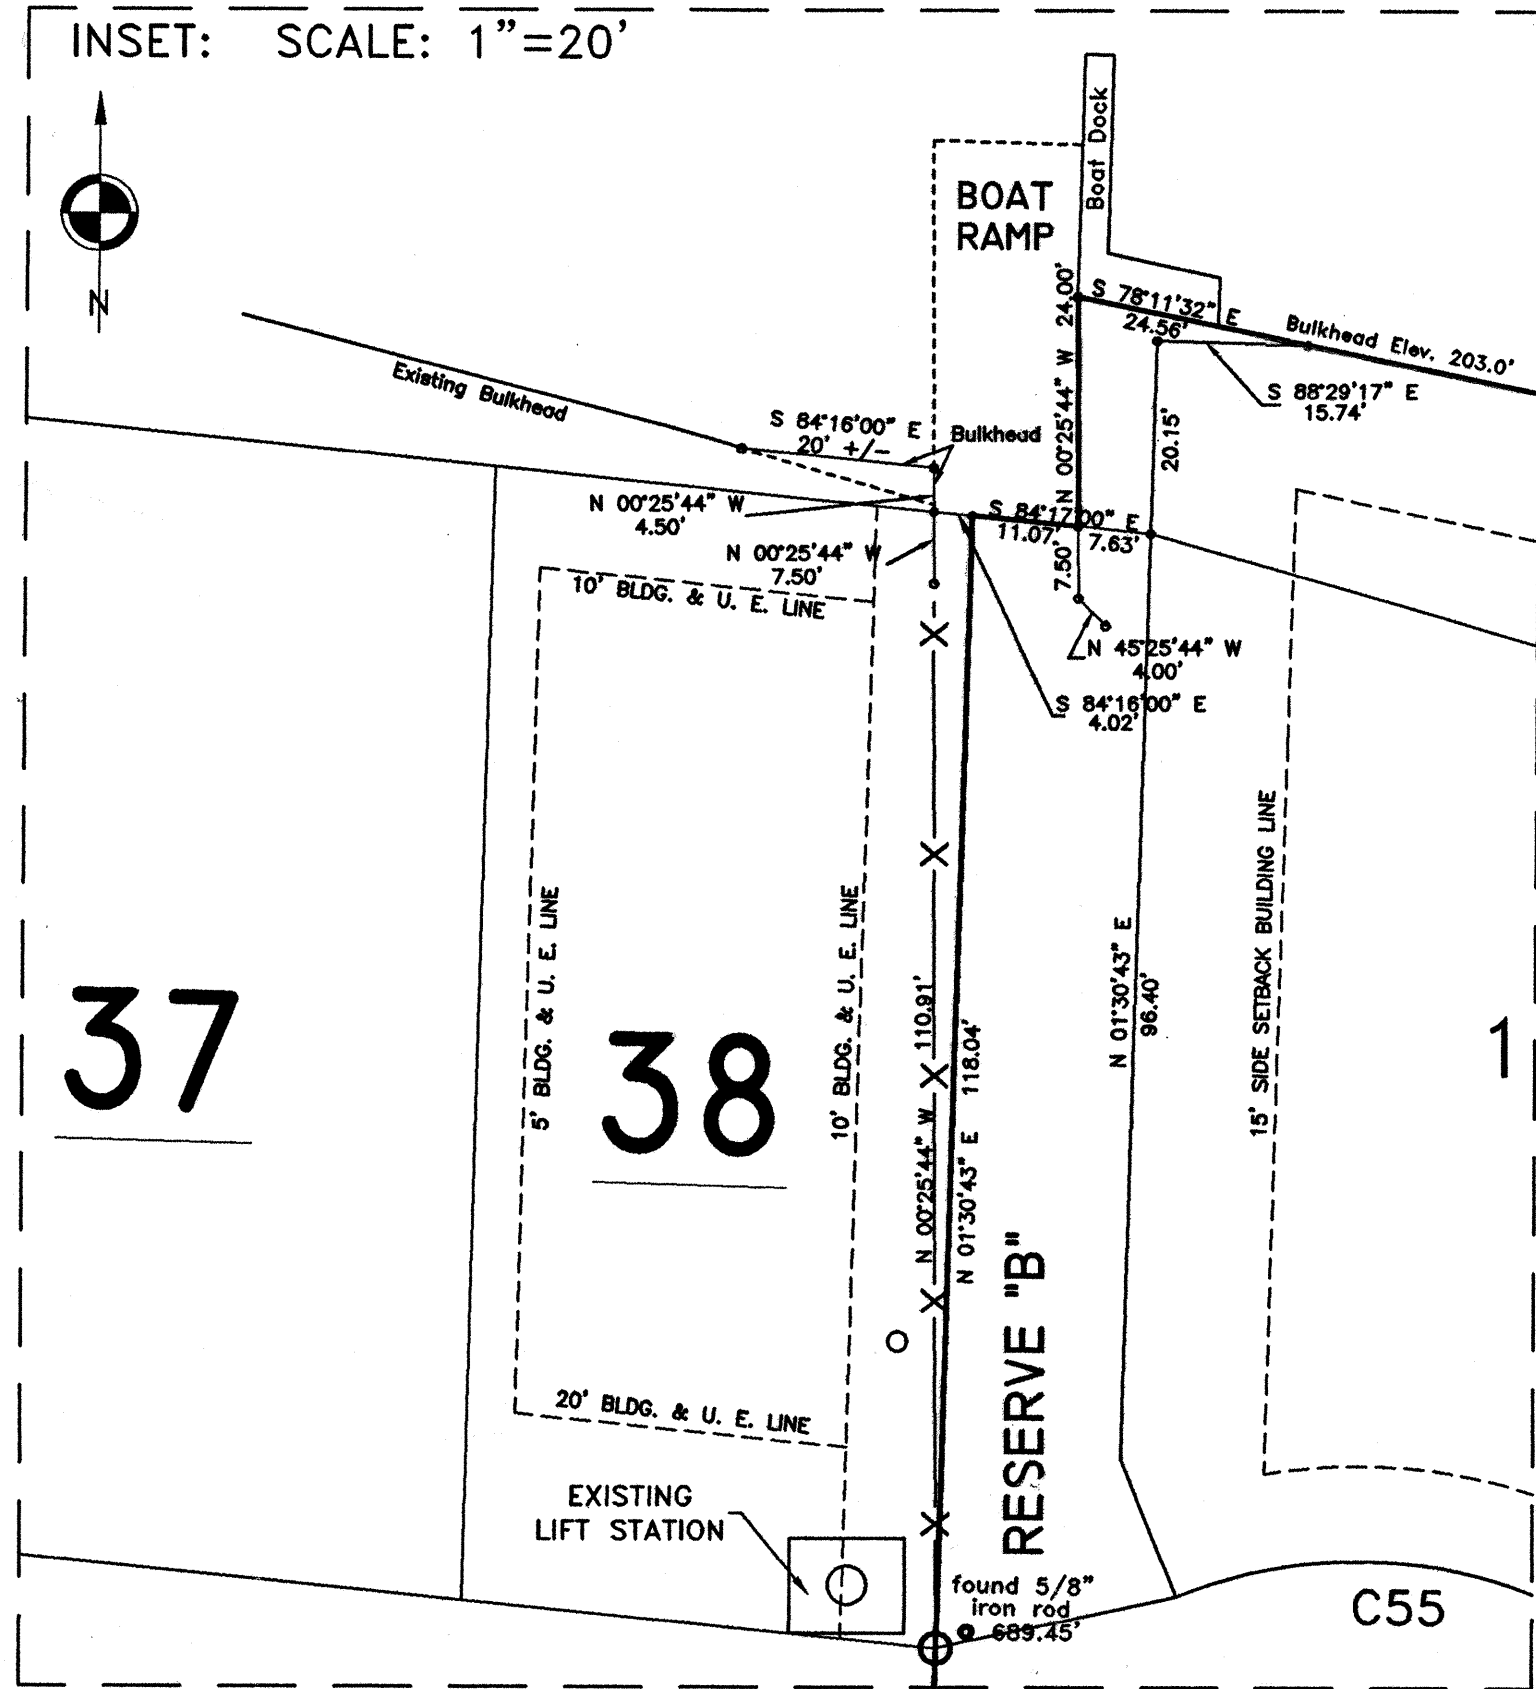 INSET: SCALE: 1"=20'
N
Boat Dock
BOAT
RAMP
Existing Bulkhead
S 84°16'00" E
20' +/-
Bulkhead
N 00°25'44" W 24.00'
S 78°11'32" E
24.56'
Bulkhead Elev. 203.0'
S 88°29'17" E
15.74'
20.15'
N 00°25'44" W
4.50'
N 00°25'44" W
7.50'
S 84°17'00" E
11.07'
7.63'
7.50'
N 45°25'44" W
4.00'
S 84°16'00" E
4.02'
10' BLDG. & U. E. LINE
5' BLDG. & U. E. LINE
10' BLDG. & U. E. LINE
N 00°25'44" W 110.91'
N 01°30'43" E 118.04'
N 01°30'43" E
96.40'
15' SIDE SETBACK BUILDING LINE
37
38
1
RESERVE "B"
20' BLDG. & U. E. LINE
EXISTING
LIFT STATION
found 5/8"
iron rod
689.45'
C55